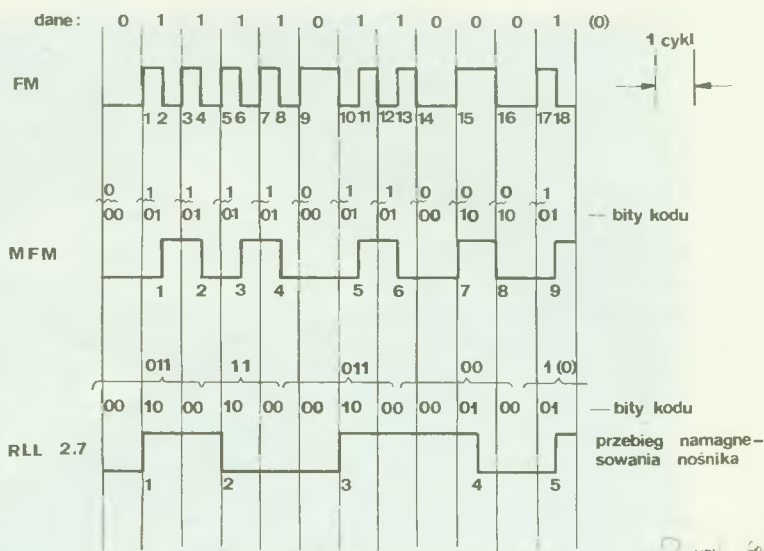 dane: 0 1 1 1 1 0 1 1 0 0 0 1 (0)
1 cykl
FM
1 2 3 4 5 6 7 8 9 10 11 12 13 14 15 16 17 18
0 1 1 1 1 0 1 1 0 0 0 1
00 01 01 01 01 00 01 01 00 10 10 01 — bity kodu
MFM
1 2 3 4 5 6 7 8 9
011 11 011 00 1(0)
00 10 00 10 00 00 10 00 00 01 00 01 — bity kodu
RLL 2.7
przebieg namagne-
sowania nośnika
1 2 3 4 5